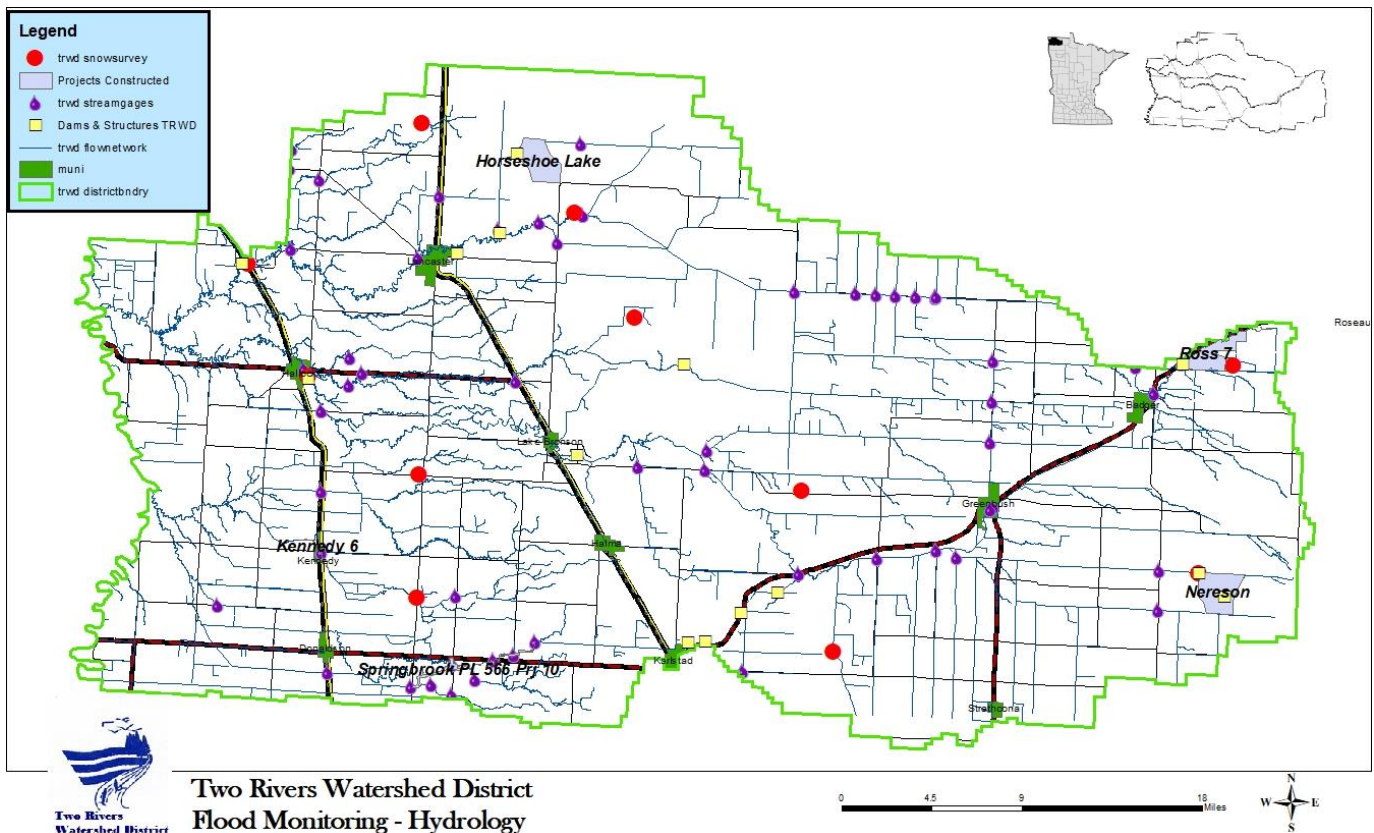 Legend
trwd snowsurvey
Projects Constructed
trwd streamgages
Dams & Structures TRWD
trwd flownetwork
muni
trwd districtbndry
Horseshoe Lake
Lancaster
Roseau
Ross 7
Badger
Lake Bronson
Greenbush
Kennedy 6
Kennedy
Halma
Nereson
Donaldson
Karlstad
Springbrook PL 566 Prj 10
Strathcona
Two Rivers
Watershed District
Two Rivers Watershed District
Flood Monitoring - Hydrology
0 4.5 9 18
Miles
N
W E
S